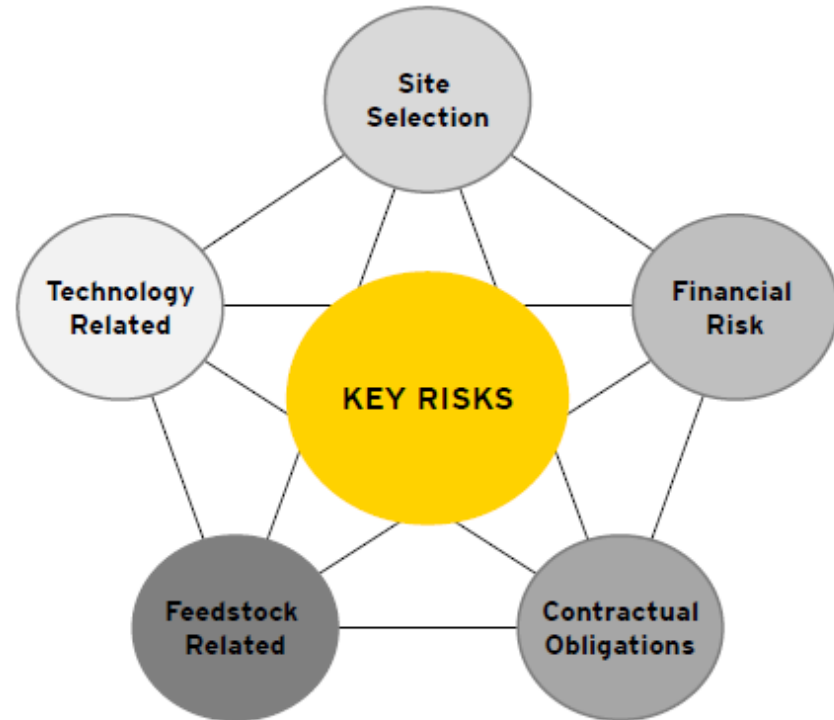 Site
Selection
Technology
Related
Financial
Risk
KEY RISKS
Feedstock
Related
Contractual
Obligations